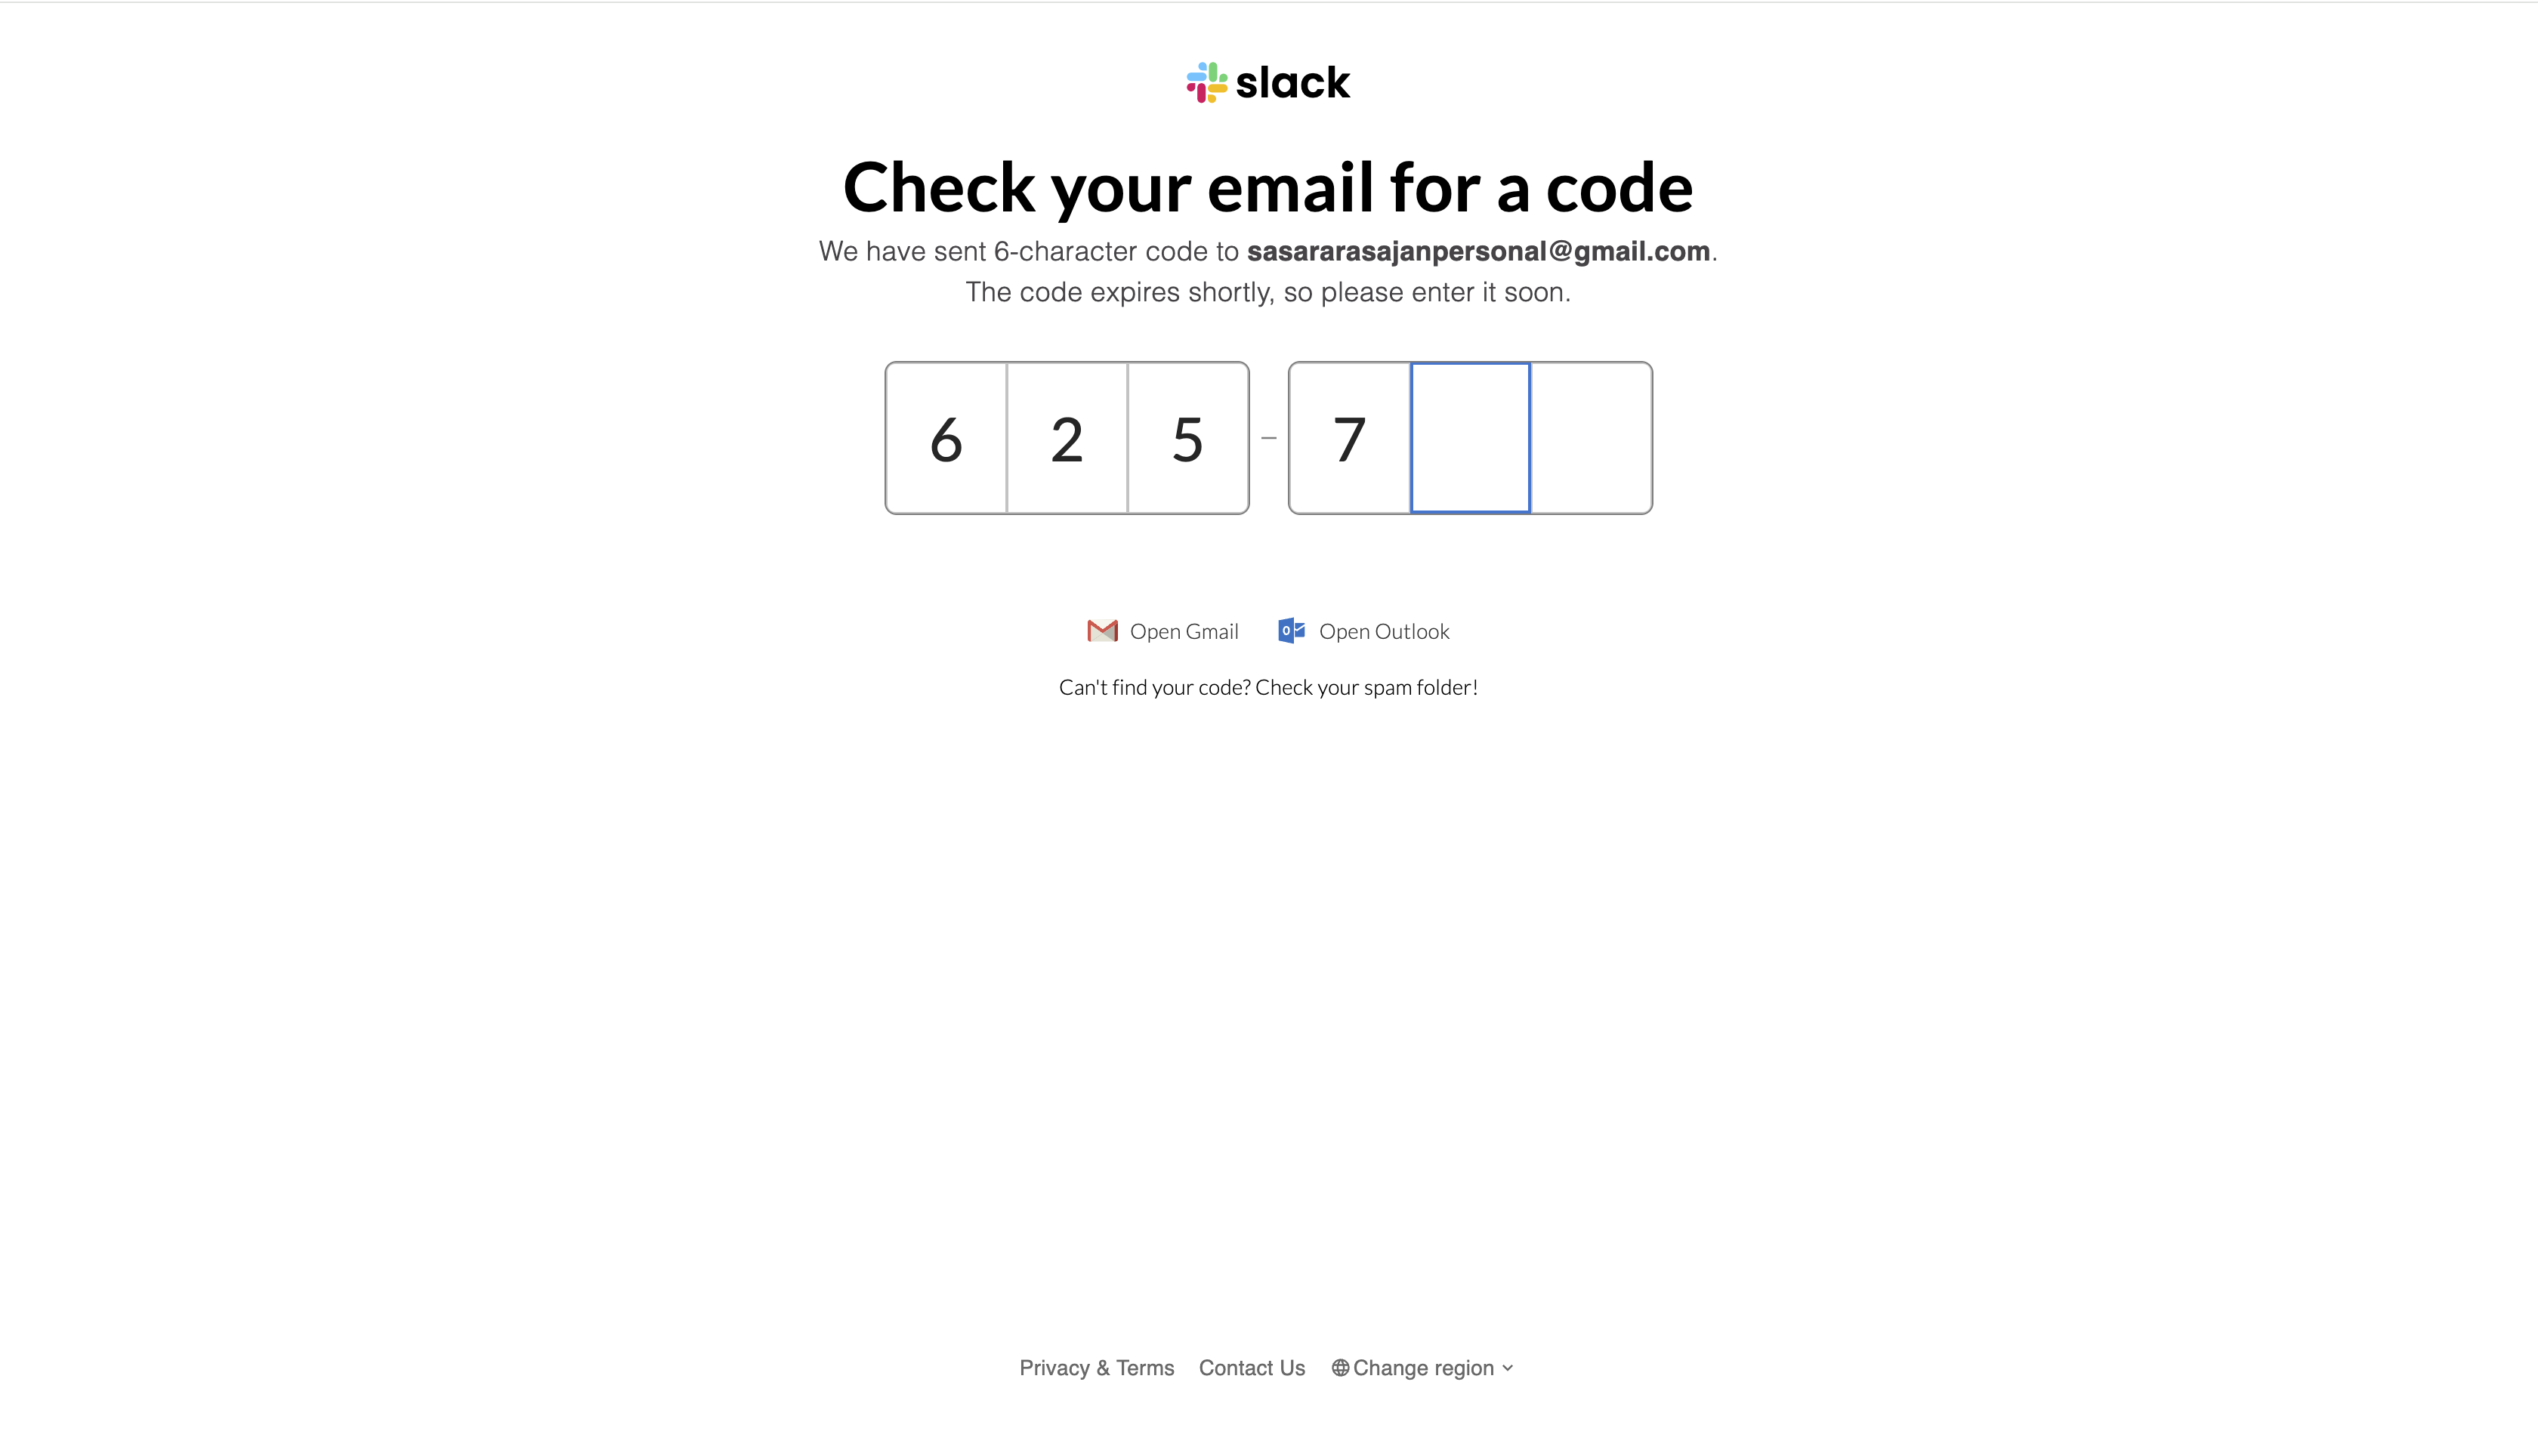 slack
Check your email for a code
We have sent 6-character code to sasararasajanpersonal@gmail.com.
The code expires shortly, so please enter it soon.
6 2 5 – 7
Open Gmail Open Outlook
Can't find your code? Check your spam folder!
Privacy & Terms Contact Us Change region